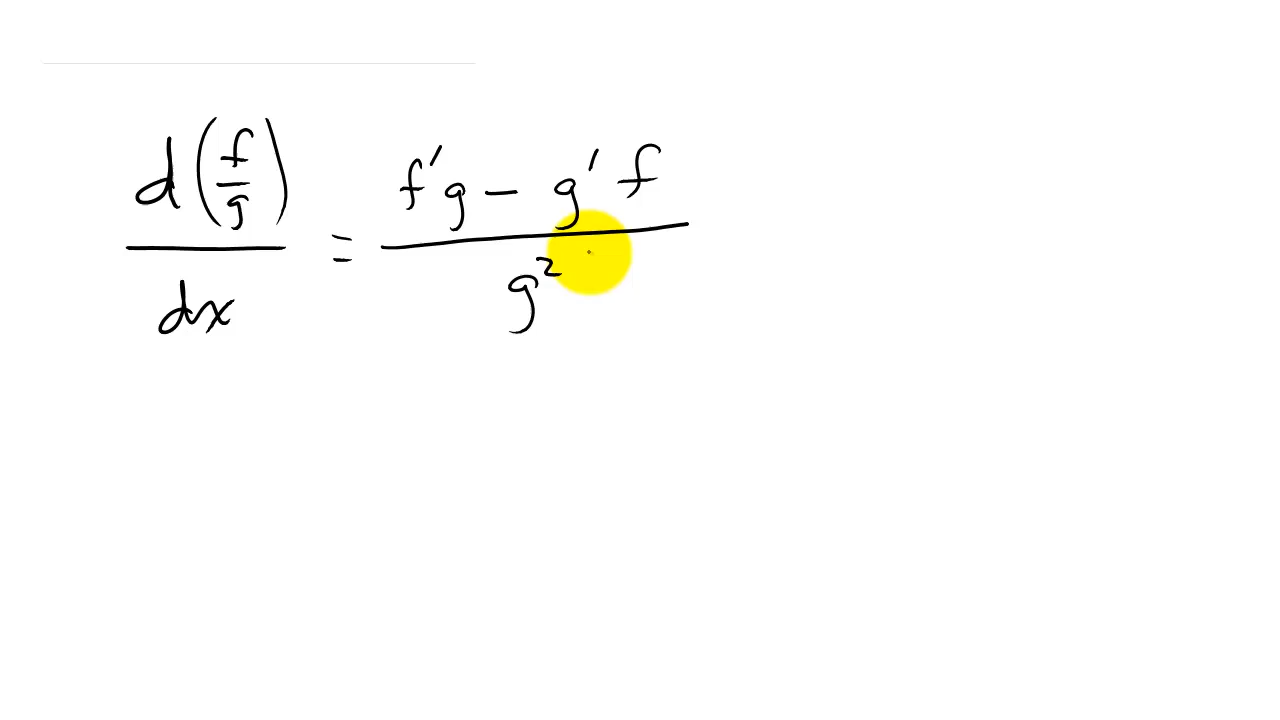 d(f/g)/dx = (f'g - g'f)/g²